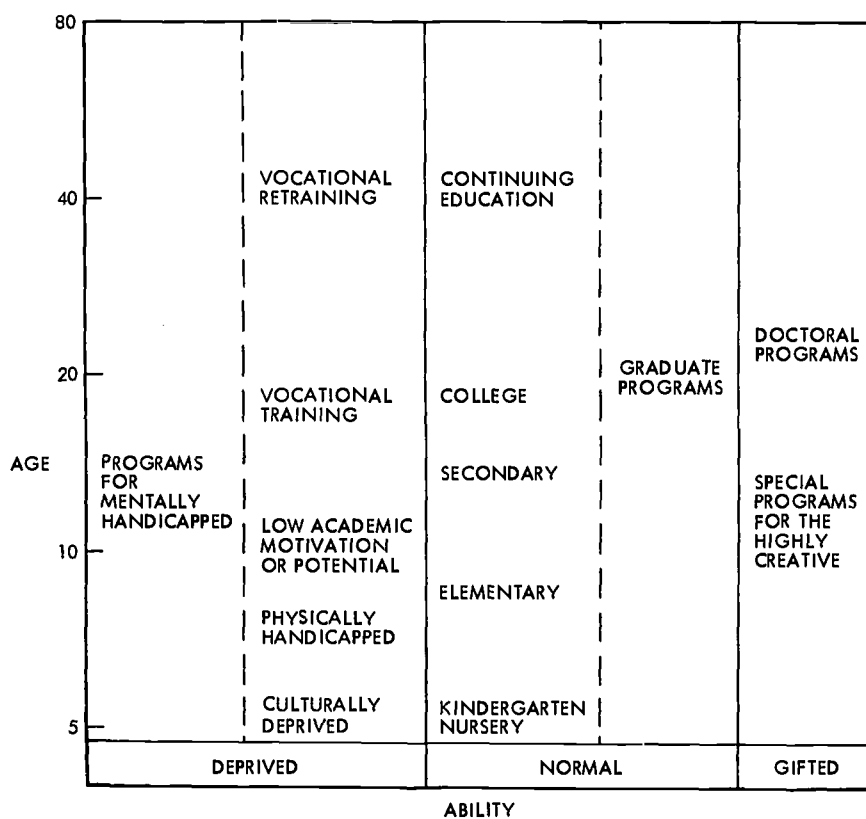 80
VOCATIONAL
RETRAINING
CONTINUING
EDUCATION
40
DOCTORAL
PROGRAMS
20
GRADUATE
PROGRAMS
VOCATIONAL
TRAINING
COLLEGE
AGE
PROGRAMS
FOR
MENTALLY
HANDICAPPED
SECONDARY
SPECIAL
PROGRAMS
FOR THE
HIGHLY
CREATIVE
LOW ACADEMIC
MOTIVATION
OR POTENTIAL
10
ELEMENTARY
PHYSICALLY
HANDICAPPED
CULTURALLY
DEPRIVED
KINDERGARTEN
NURSERY
5
DEPRIVED
NORMAL
GIFTED
ABILITY